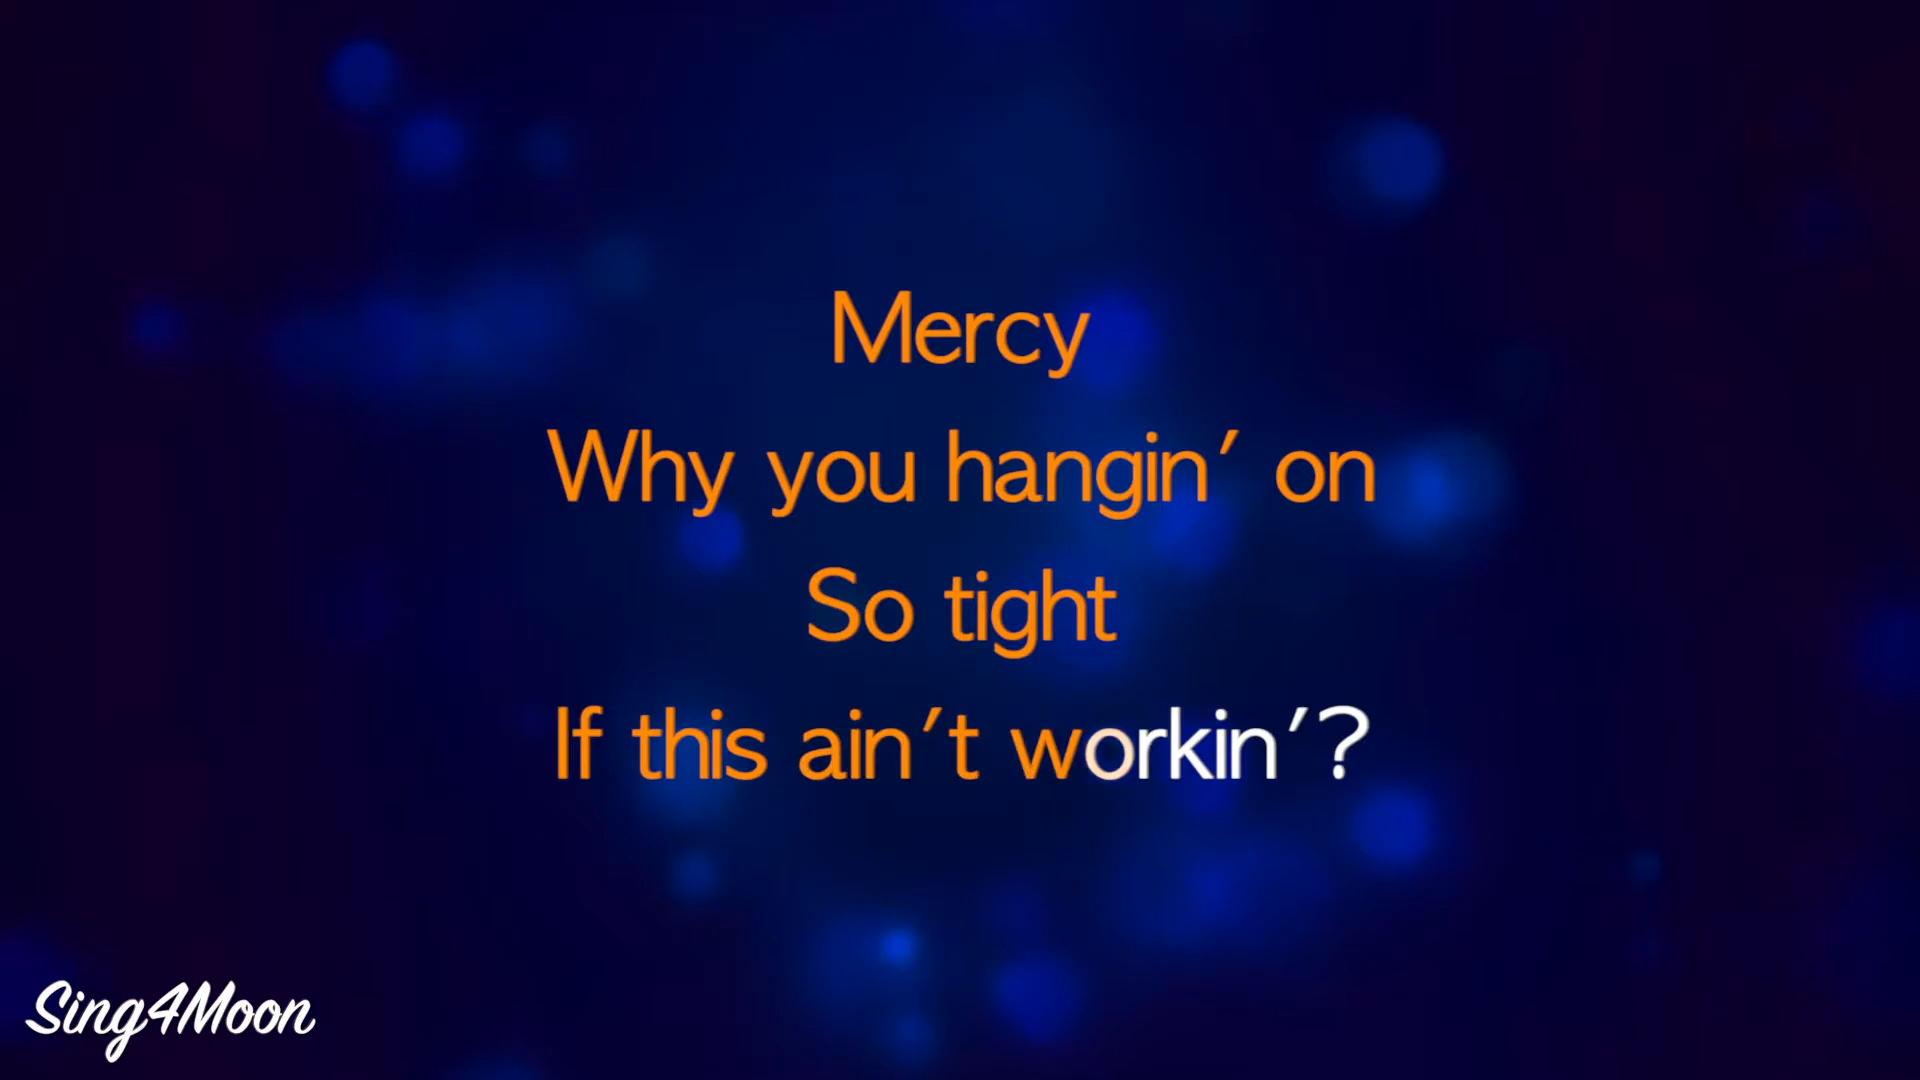 Mercy
Why you hangin’ on
So tight
If this ain’t workin’?
Sing4Moon